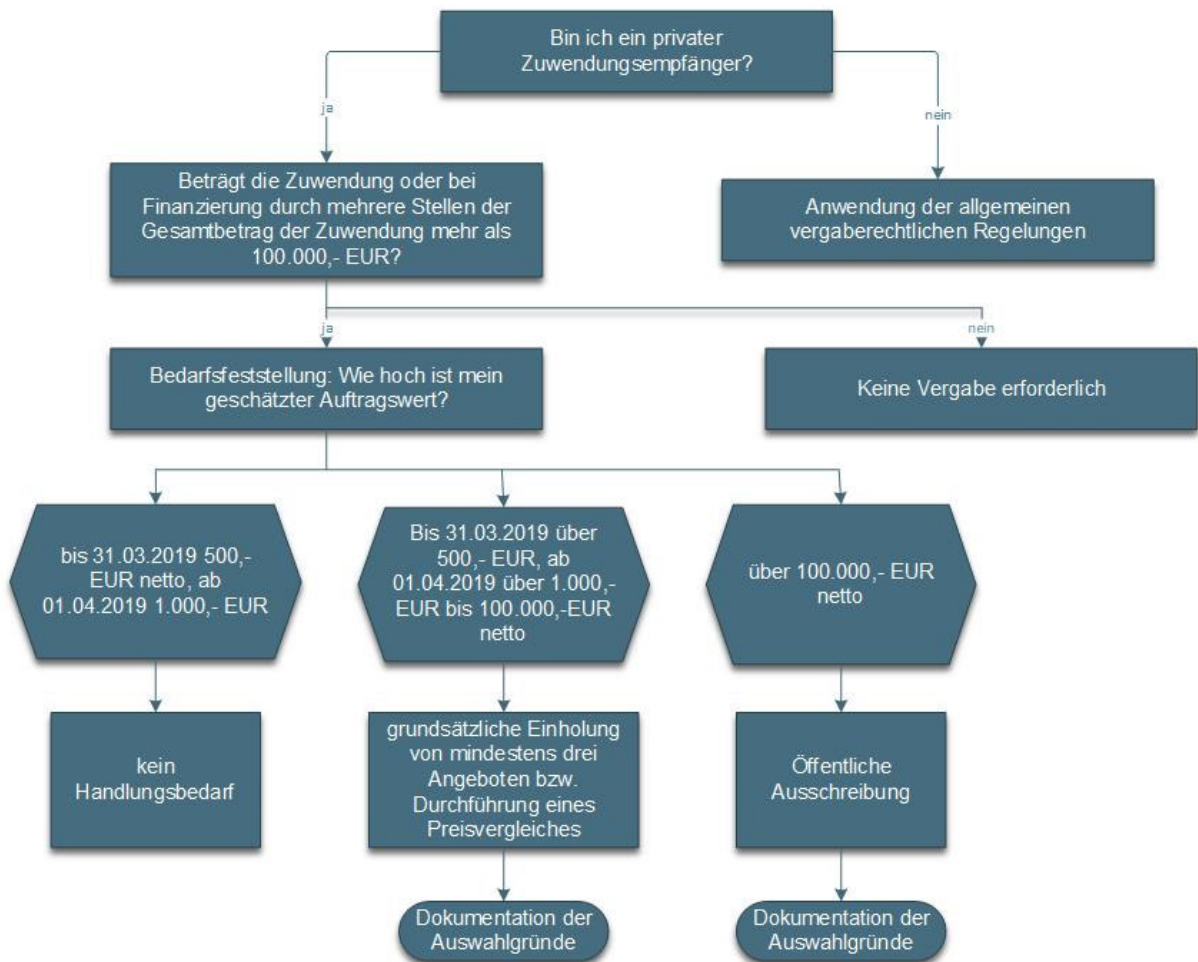 Bin ich ein privater
Zuwendungsempfänger?
ja
nein
Beträgt die Zuwendung oder bei
Finanzierung durch mehrere Stellen der
Gesamtbetrag der Zuwendung mehr als
100.000,- EUR?
Anwendung der allgemeinen
vergaberechtlichen Regelungen
ja
nein
Bedarfsfeststellung: Wie hoch ist mein
geschätzter Auftragswert?
Keine Vergabe erforderlich
bis 31.03.2019 500,-
EUR netto, ab
01.04.2019 1.000,- EUR
Bis 31.03.2019 über
500,- EUR, ab
01.04.2019 über 1.000,-
EUR bis 100.000,-EUR
netto
über 100.000,- EUR
netto
kein
Handlungsbedarf
grundsätzliche Einholung
von mindestens drei
Angeboten bzw.
Durchführung eines
Preisvergleiches
Öffentliche
Ausschreibung
Dokumentation der
Auswahlgründe
Dokumentation der
Auswahlgründe